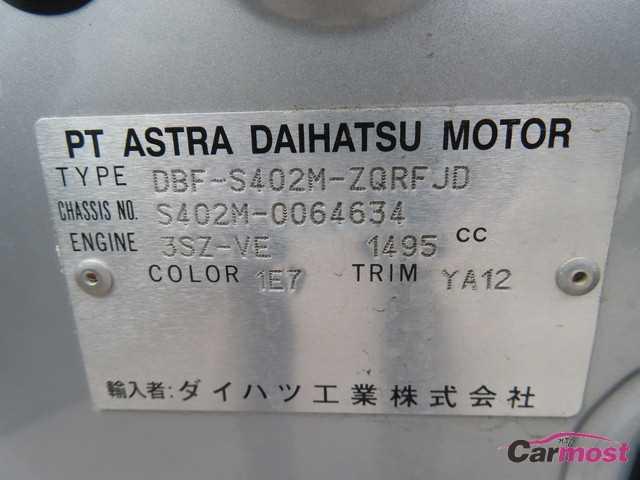 PT ASTRA DAIHATSU MOTOR
TYPE DBF-S402M-ZQRFJD
CHASSIS NO. S402M-0064634
ENGINE 3SZ-VE 1495 CC
COLOR 1E7 TRIM YA12
輸入者: ダイハツ工業株式会社
Carmost